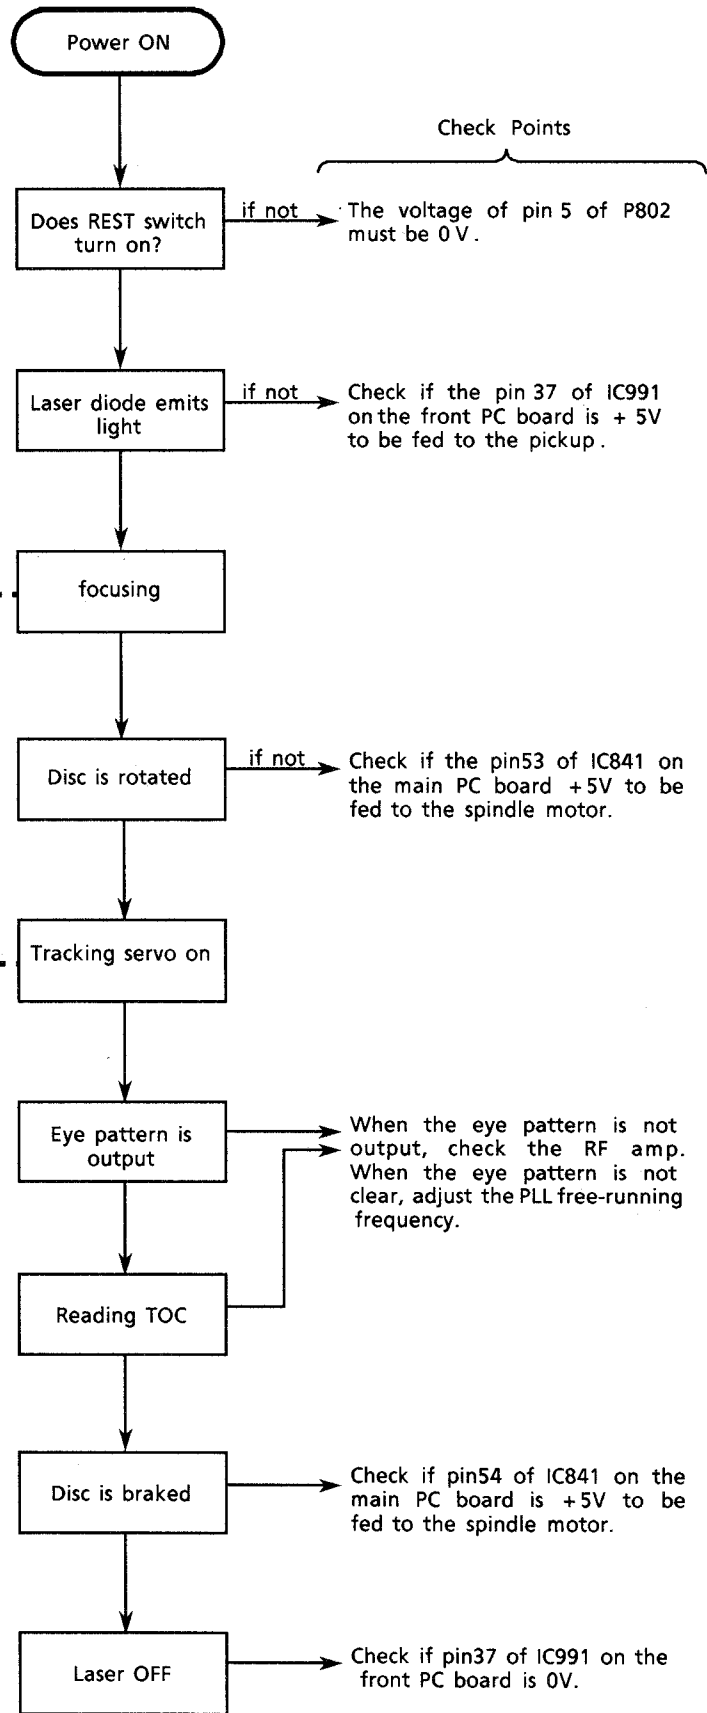 Power ON
Check Points
Does REST switch
turn on?
if not
The voltage of pin 5 of P802
must be 0 V.
Laser diode emits
light
if not
Check if the pin 37 of IC991
on the front PC board is + 5V
to be fed to the pickup.
focusing
Disc is rotated
if not
Check if the pin53 of IC841 on
the main PC board +5V to be
fed to the spindle motor.
Tracking servo on
Eye pattern is
output
When the eye pattern is not
output, check the RF amp.
When the eye pattern is not
clear, adjust the PLL free-running
frequency.
Reading TOC
Disc is braked
Check if pin54 of IC841 on the
main PC board is +5V to be
fed to the spindle motor.
Laser OFF
Check if pin37 of IC991 on the
front PC board is 0V.